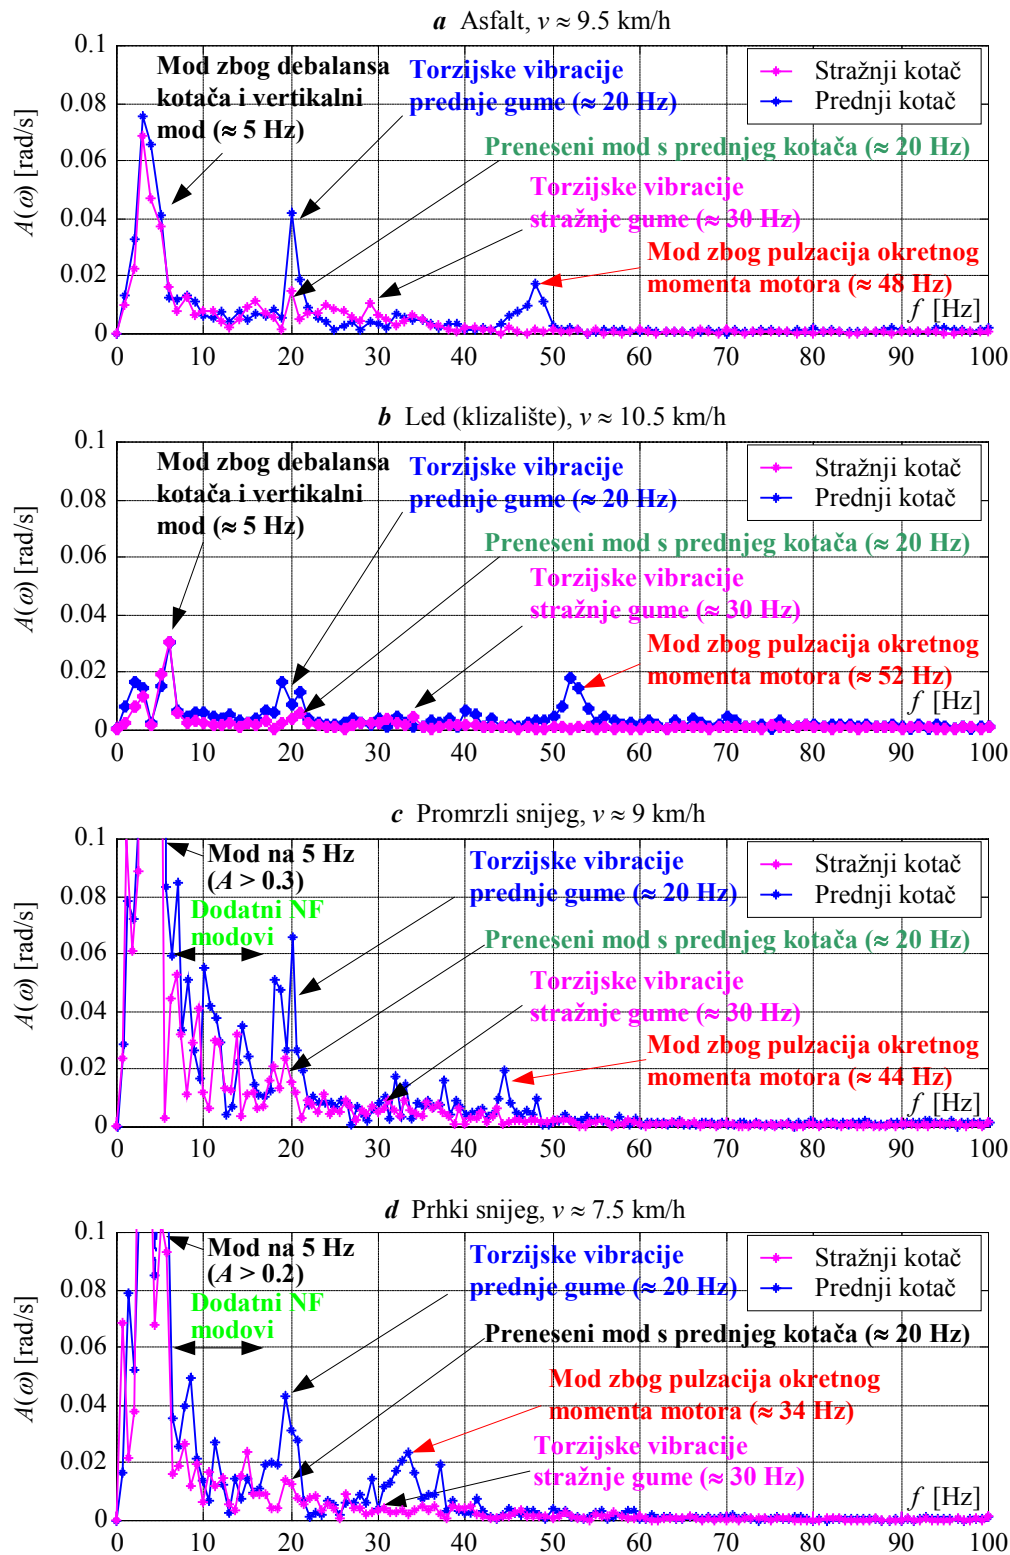 a Asfalt, v ≈ 9.5 km/h
A(ω) [rad/s]
0.1
0.08
0.06
0.04
0.02
0
Mod zbog debalansa
kotača i vertikalni
mod (≈ 5 Hz)
Torzijske vibracije
prednje gume (≈ 20 Hz)
Stražnji kotač
Prednji kotač
Preneseni mod s prednjeg kotača (≈ 20 Hz)
Torzijske vibracije
stražnje gume (≈ 30 Hz)
Mod zbog pulzacija okretnog
momenta motora (≈ 48 Hz)
f [Hz]
0 10 20 30 40 50 60 70 80 90 100
b Led (klizalište), v ≈ 10.5 km/h
A(ω) [rad/s]
0.1
0.08
0.06
0.04
0.02
0
Mod zbog debalansa
kotača i vertikalni
mod (≈ 5 Hz)
Torzijske vibracije
prednje gume (≈ 20 Hz)
Stražnji kotač
Prednji kotač
Preneseni mod s prednjeg kotača (≈ 20 Hz)
Torzijske vibracije
stražnje gume (≈ 30 Hz)
Mod zbog pulzacija okretnog
momenta motora (≈ 52 Hz)
f [Hz]
0 10 20 30 40 50 60 70 80 90 100
c Promrzli snijeg, v ≈ 9 km/h
A(ω) [rad/s]
0.1
0.08
0.06
0.04
0.02
0
Mod na 5 Hz
(A > 0.3)
Dodatni NF
modovi
Torzijske vibracije
prednje gume (≈ 20 Hz)
Stražnji kotač
Prednji kotač
Preneseni mod s prednjeg kotača (≈ 20 Hz)
Torzijske vibracije
stražnje gume (≈ 30 Hz)
Mod zbog pulzacija okretnog
momenta motora (≈ 44 Hz)
f [Hz]
0 10 20 30 40 50 60 70 80 90 100
d Prhki snijeg, v ≈ 7.5 km/h
A(ω) [rad/s]
0.1
0.08
0.06
0.04
0.02
0
Mod na 5 Hz
(A > 0.2)
Dodatni NF
modovi
Torzijske vibracije
prednje gume (≈ 20 Hz)
Stražnji kotač
Prednji kotač
Preneseni mod s prednjeg kotača (≈ 20 Hz)
Mod zbog pulzacija okretnog
momenta motora (≈ 34 Hz)
Torzijske vibracije
stražnje gume (≈ 30 Hz)
f [Hz]
0 10 20 30 40 50 60 70 80 90 100